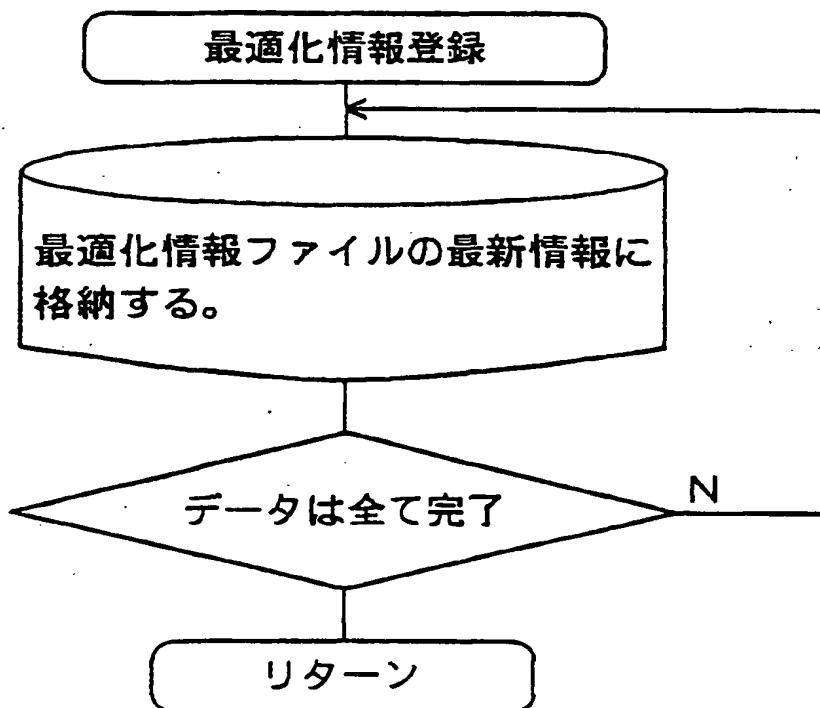 最適化情報登録
最適化情報ファイルの最新情報に
格納する。
データは全て完了
N
リターン